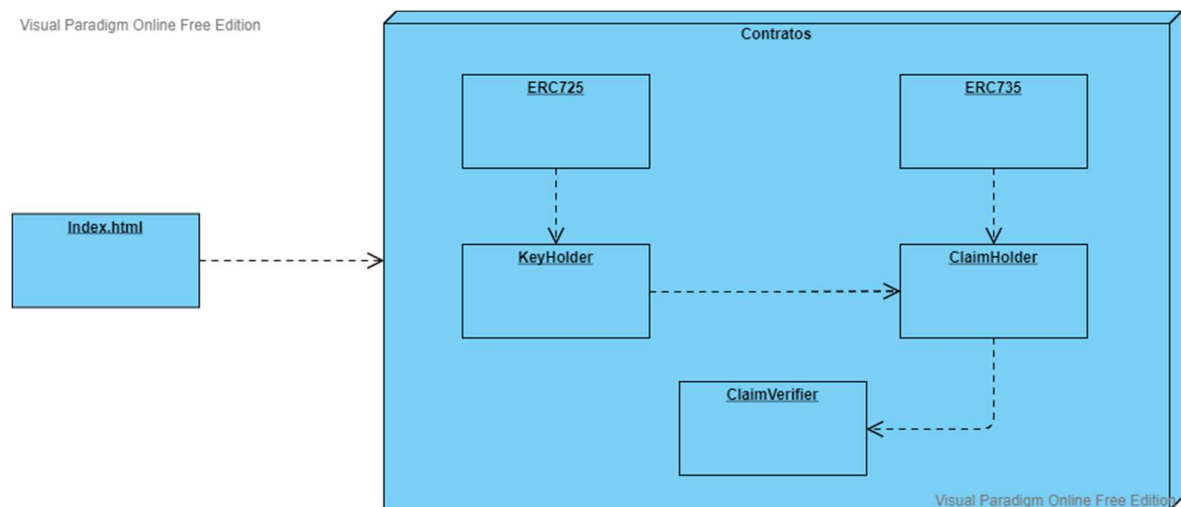 Visual Paradigm Online Free Edition
Contratos
ERC725
ERC735
Index.html
KeyHolder
ClaimHolder
ClaimVerifier
Visual Paradigm Online Free Edition